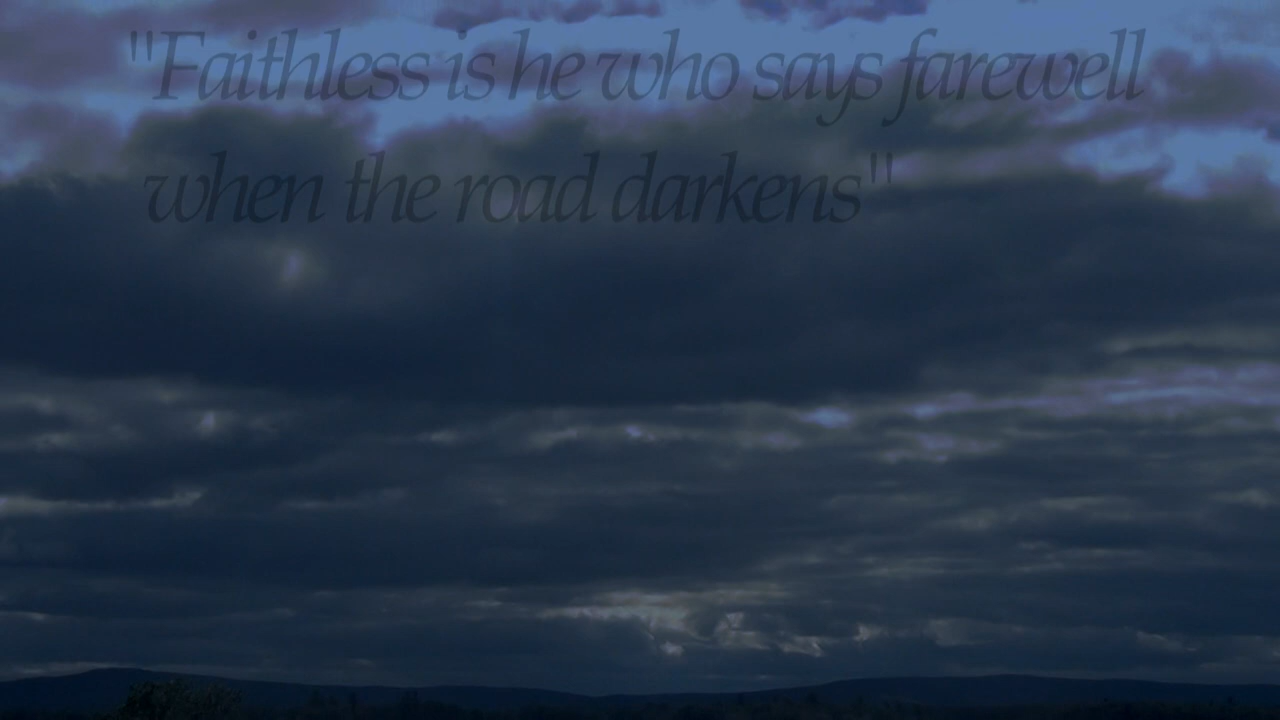 "Faithless is he who says farewell
when the road darkens"